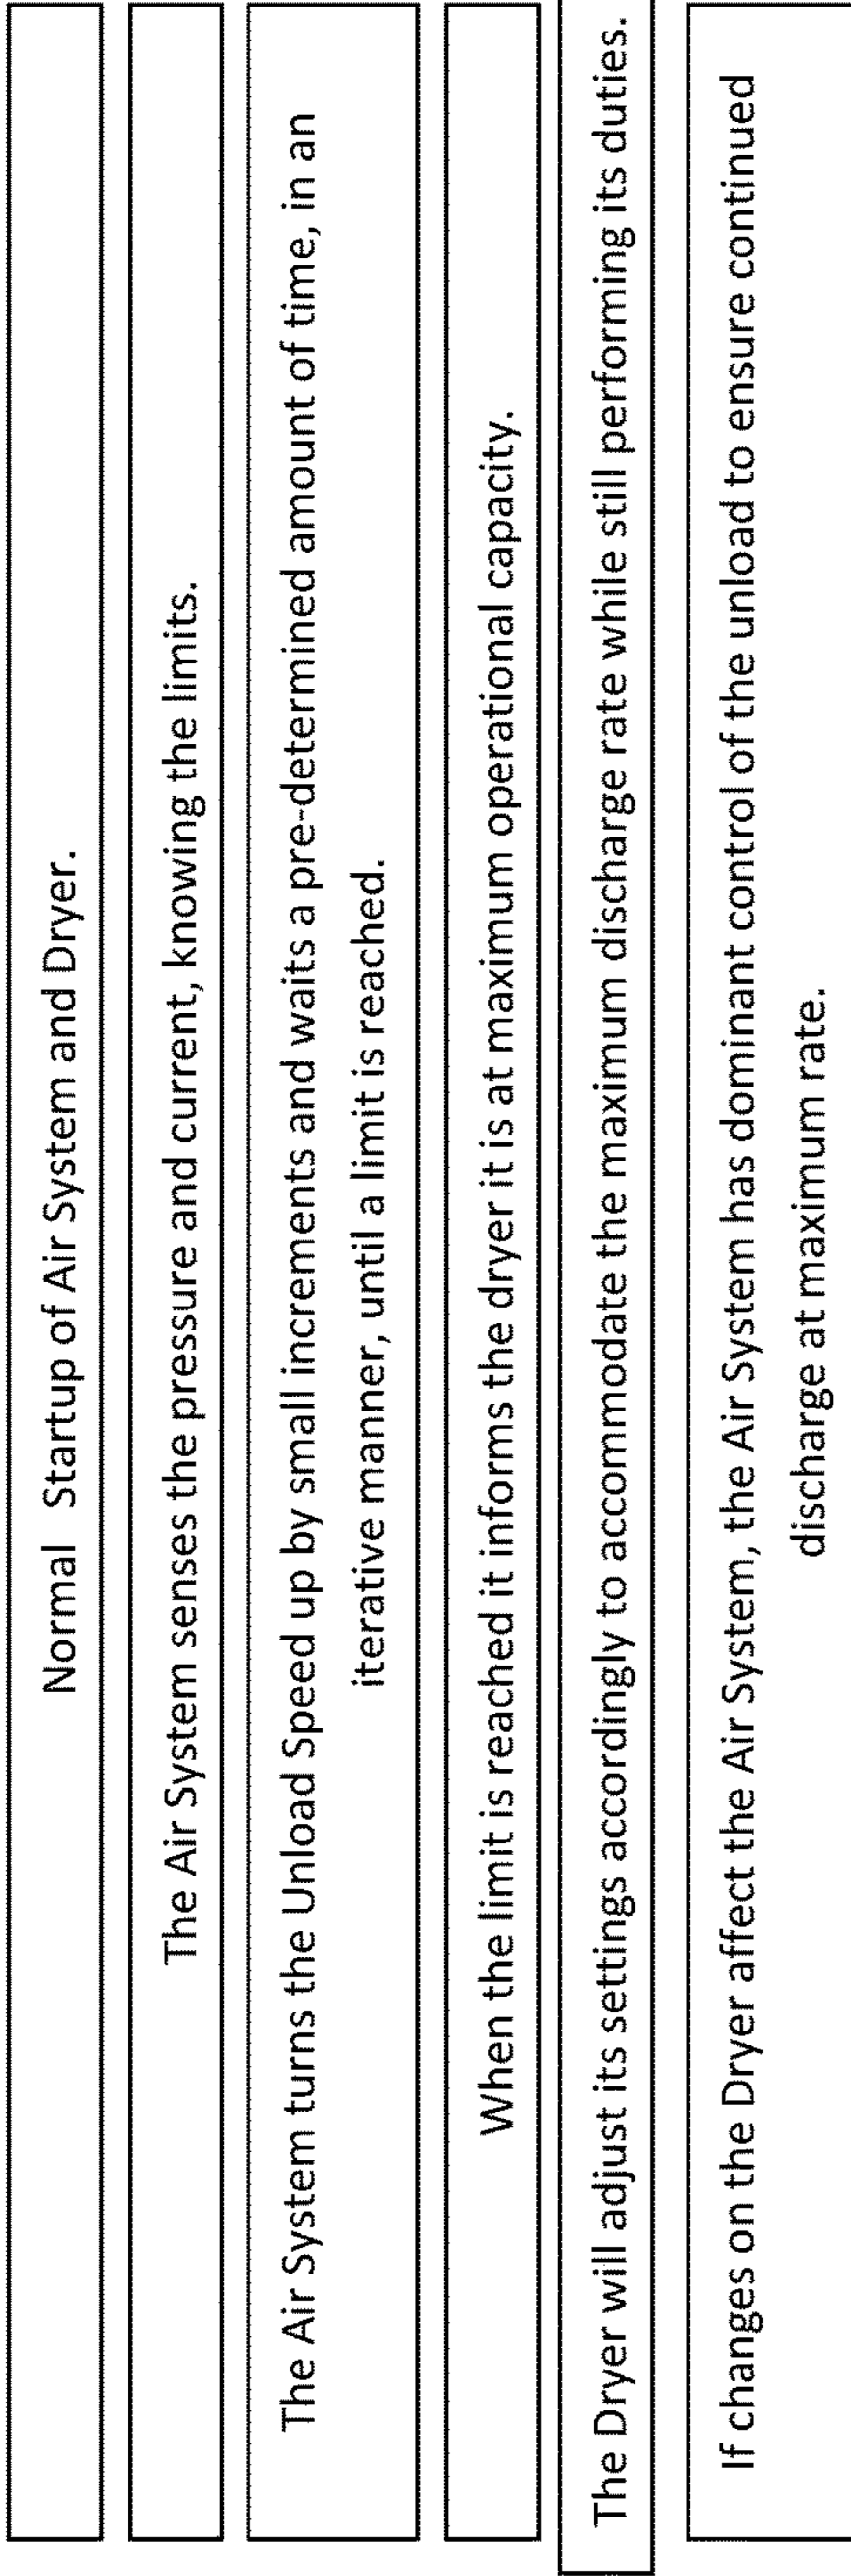 Normal Startup of Air System and Dryer.
The Air System senses the pressure and current, knowing the limits.
The Air System turns the Unload Speed up by small increments and waits a pre-determined amount of time, in an
iterative manner, until a limit is reached.
When the limit is reached it informs the dryer it is at maximum operational capacity.
The Dryer will adjust its settings accordingly to accommodate the maximum discharge rate while still performing its duties.
If changes on the Dryer affect the Air System, the Air System has dominant control of the unload to ensure continued
discharge at maximum rate.